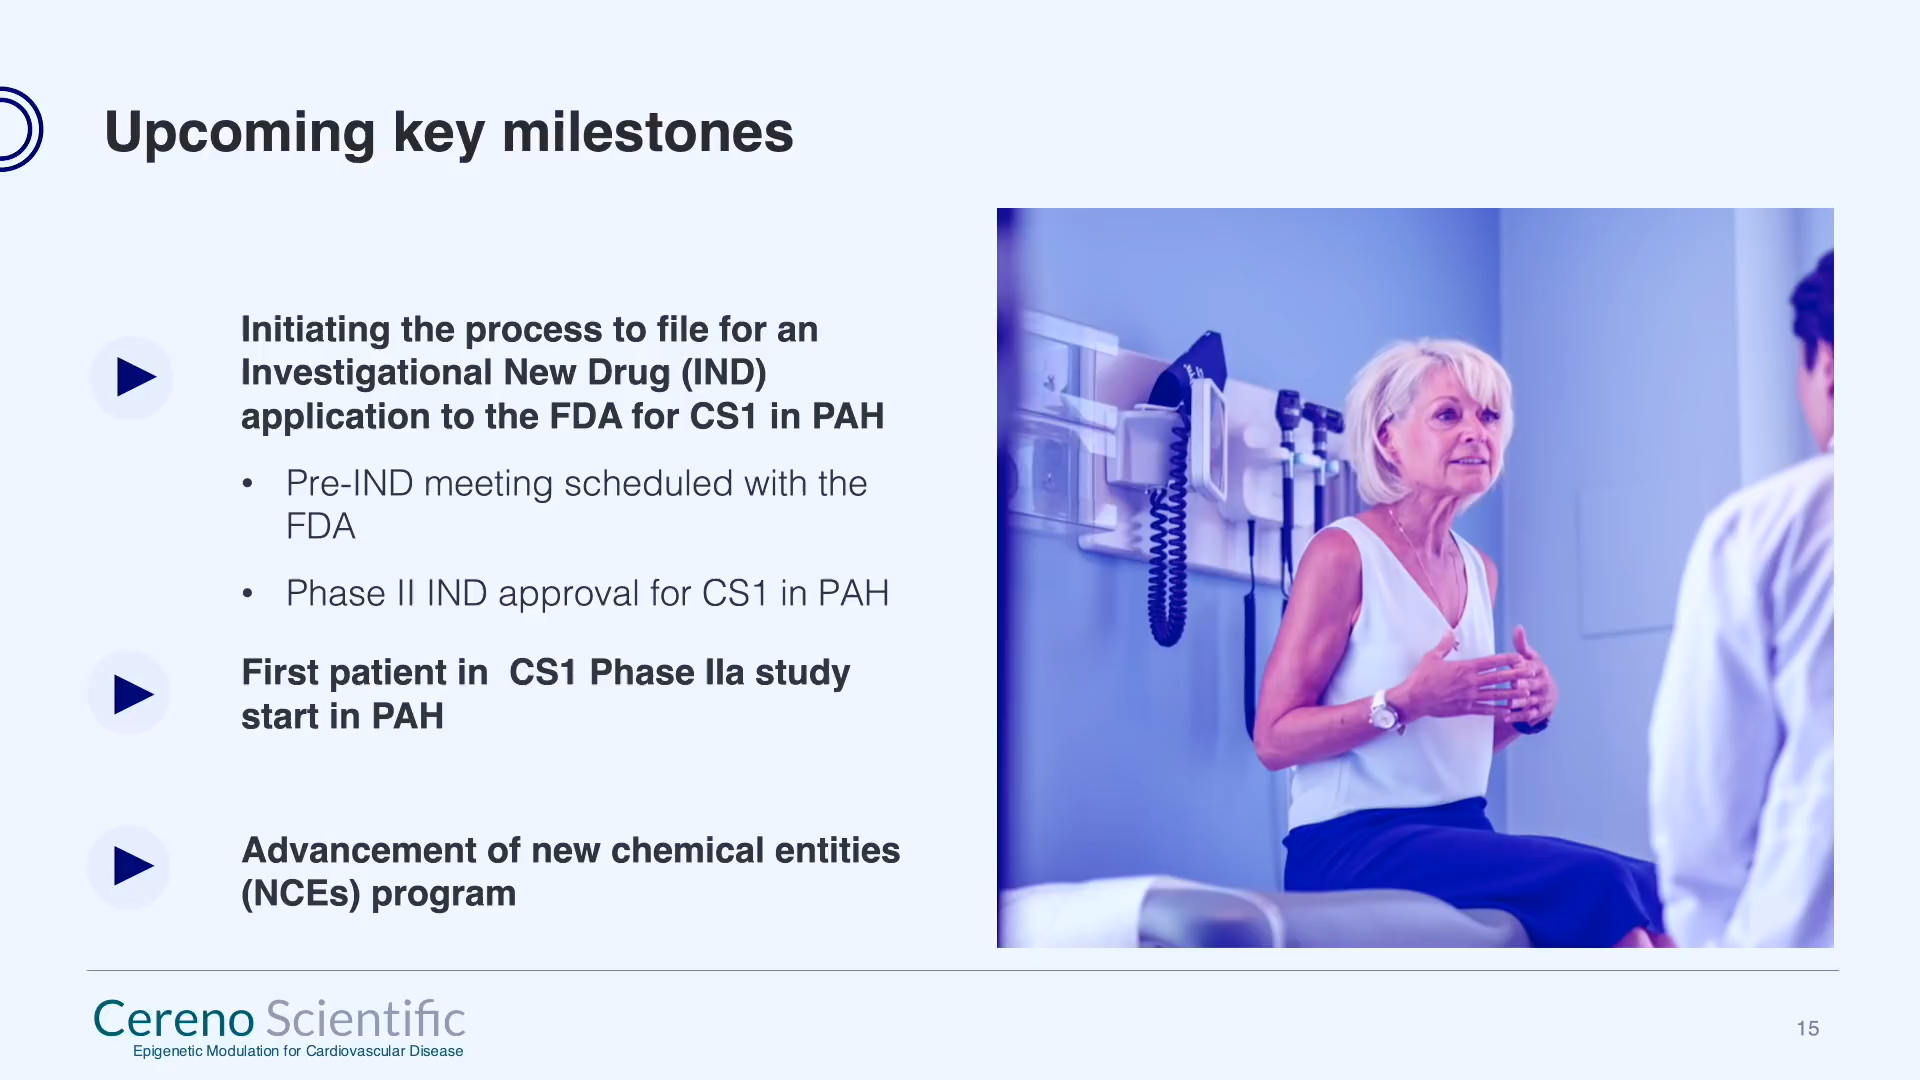 Upcoming key milestones
Initiating the process to file for an
Investigational New Drug (IND)
application to the FDA for CS1 in PAH
• Pre-IND meeting scheduled with the
FDA
• Phase II IND approval for CS1 in PAH
First patient in  CS1 Phase IIa study
start in PAH
Advancement of new chemical entities
(NCEs) program
Cereno Scientific
Epigenetic Modulation for Cardiovascular Disease
15